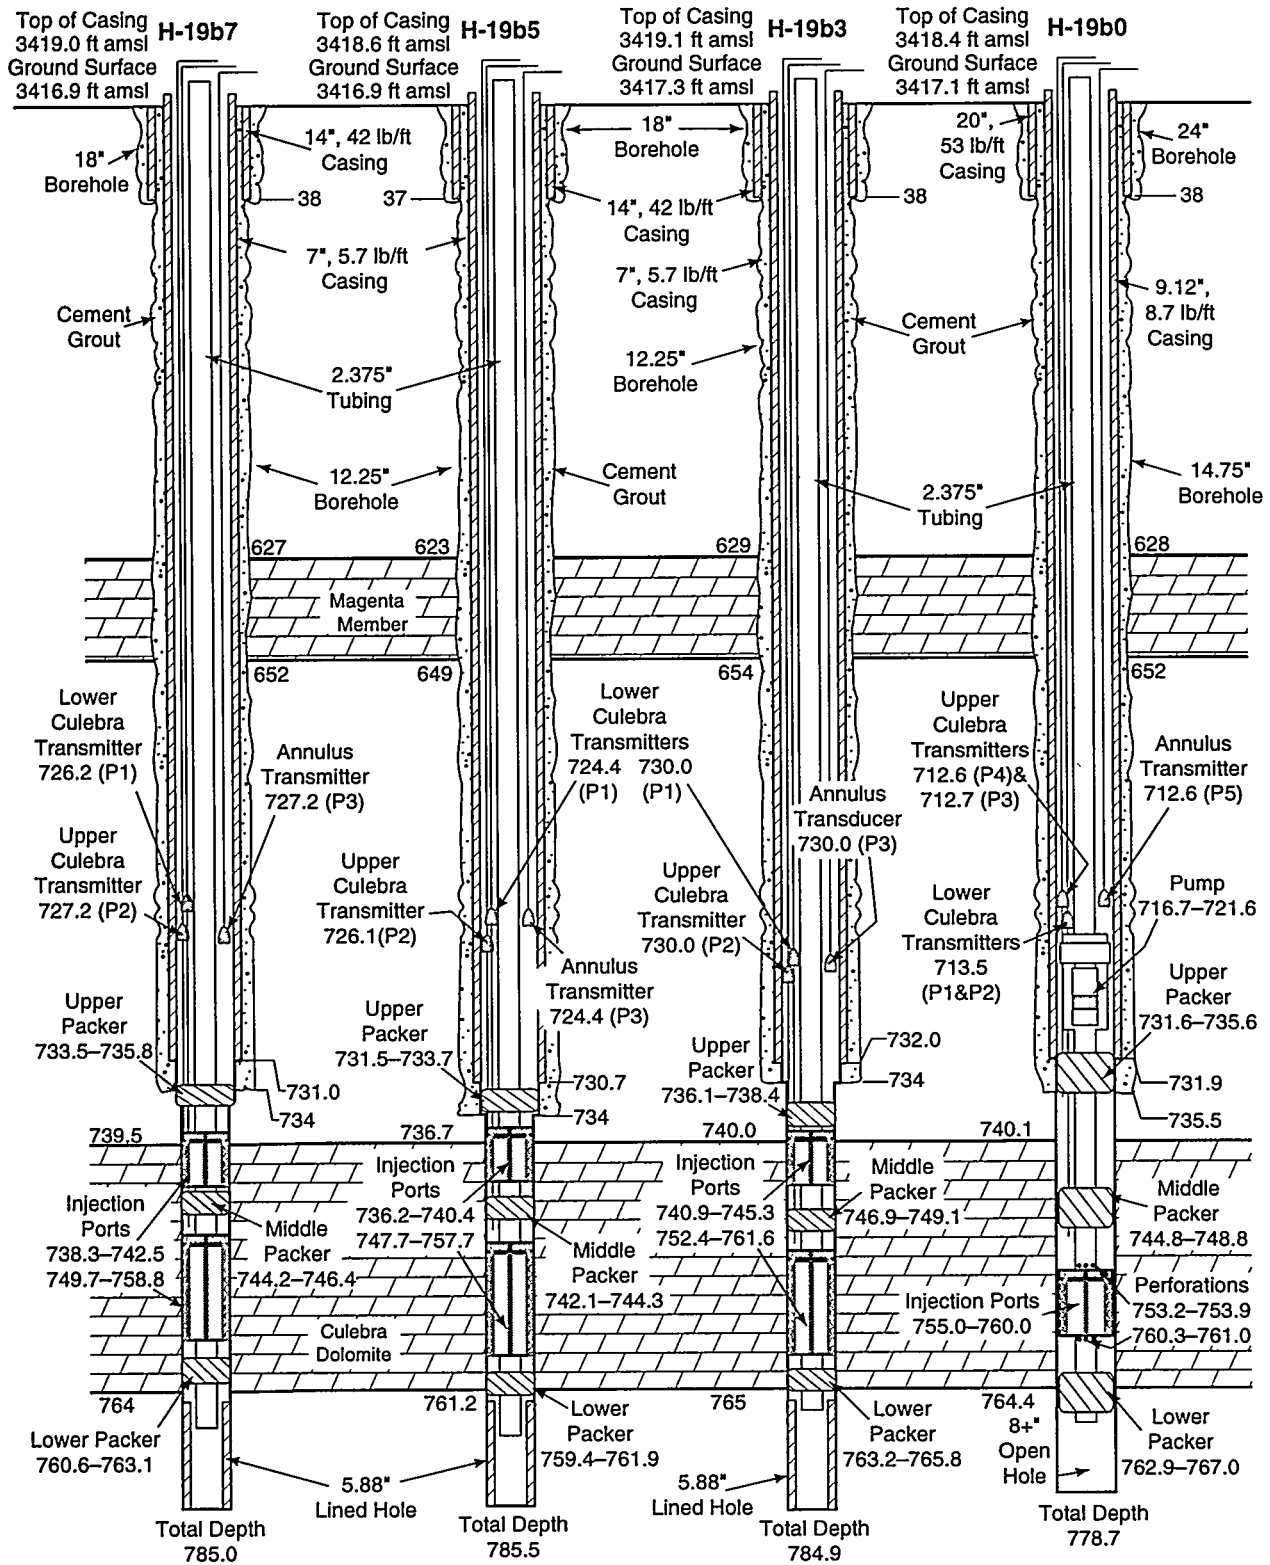 Top of Casing
3419.0 ft amsl
Ground Surface
3416.9 ft amsl
H-19b7
Top of Casing
3418.6 ft amsl
Ground Surface
3416.9 ft amsl
H-19b5
Top of Casing
3419.1 ft amsl
Ground Surface
3417.3 ft amsl
H-19b3
Top of Casing
3418.4 ft amsl
Ground Surface
3417.1 ft amsl
H-19b0
18"
Borehole
14", 42 lb/ft
Casing
18"
Borehole
20",
53 lb/ft
Casing
24"
Borehole
38
37
14", 42 lb/ft
Casing
38
38
7", 5.7 lb/ft
Casing
7", 5.7 lb/ft
Casing
9.12",
8.7 lb/ft
Casing
Cement
Grout
Cement
Grout
12.25"
Borehole
2.375"
Tubing
12.25"
Borehole
Cement
Grout
2.375"
Tubing
14.75"
Borehole
627
623
629
628
Magenta
Member
652
649
654
652
Lower
Culebra
Transmitter
726.2 (P1)
Annulus
Transmitter
727.2 (P3)
Upper
Culebra
Transmitter
727.2 (P2)
Lower
Culebra
Transmitters
724.4 730.0
(P1) (P1)
Upper
Culebra
Transmitter
726.1(P2)
Annulus
Transmitter
724.4 (P3)
Annulus
Transducer
730.0 (P3)
Upper
Culebra
Transmitter
730.0 (P2)
Upper
Culebra
Transmitters
712.6 (P4)&
712.7 (P3)
Annulus
Transmitter
712.6 (P5)
Lower
Culebra
Transmitters
713.5
(P1&P2)
Pump
716.7–721.6
Upper
Packer
733.5–735.8
Upper
Packer
731.5–733.7
Upper
Packer
736.1–738.4
Upper
Packer
731.6–735.6
731.0
734
730.7
734
732.0
734
731.9
735.5
739.5
736.7
740.0
740.1
Injection
Ports
738.3–742.5
749.7–758.8
Middle
Packer
744.2–746.4
Injection
Ports
736.2–740.4
747.7–757.7
Middle
Packer
742.1–744.3
Injection
Ports
740.9–745.3
752.4–761.6
Middle
Packer
746.9–749.1
Middle
Packer
744.8–748.8
Injection Ports
755.0–760.0
Perforations
753.2–753.9
760.3–761.0
Culebra
Dolomite
764
761.2
765
764.4
Lower Packer
760.6–763.1
Lower
Packer
759.4–761.9
Lower
Packer
763.2–765.8
8+"
Open
Hole
Lower
Packer
762.9–767.0
5.88"
Lined Hole
5.88"
Lined Hole
Total Depth
785.0
Total Depth
785.5
Total Depth
784.9
Total Depth
778.7